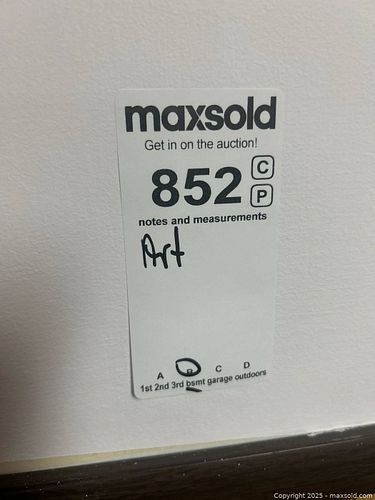 maxsold
Get in on the auction!
852 C
P
notes and measurements
Art
A B C D
1st 2nd 3rd bsmt garage outdoors
Copyright 2025 - maxsold.com